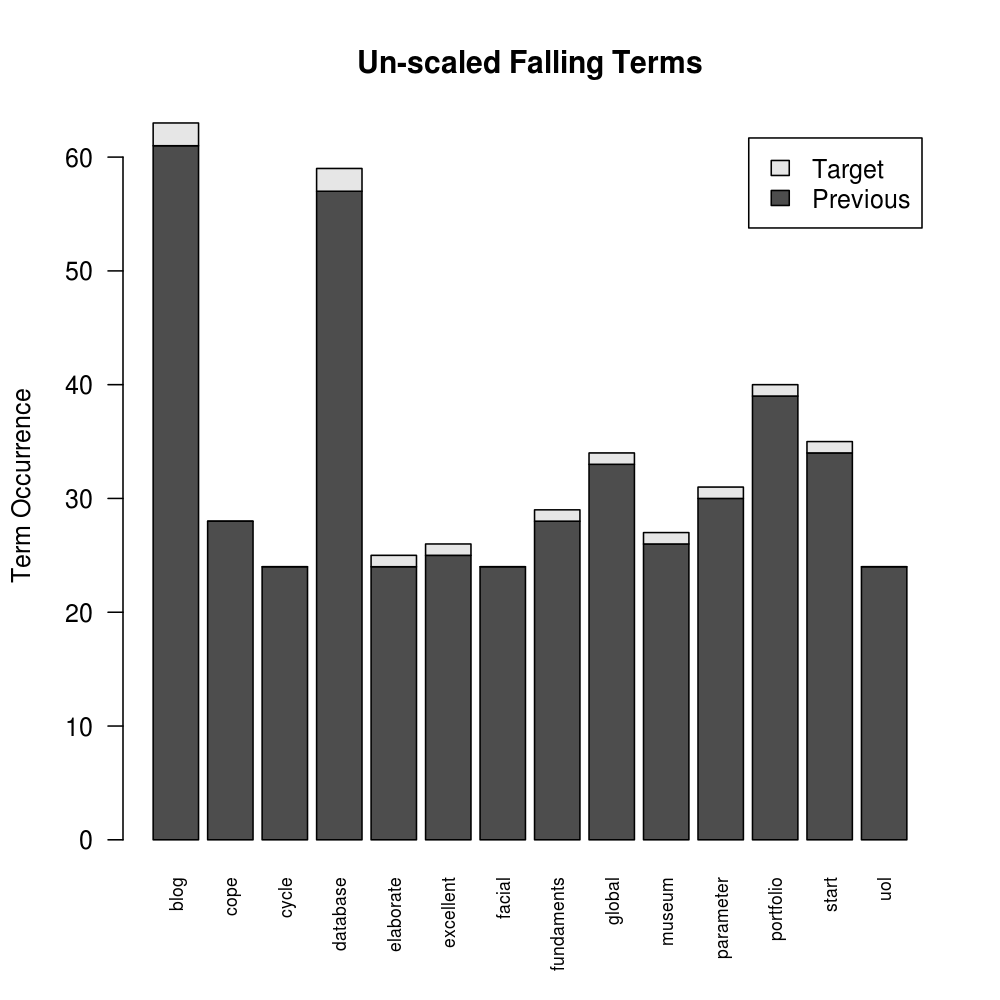 Un-scaled Falling Terms
Target
Previous
Term Occurrence
60
50
40
30
20
10
0
blog
cope
cycle
database
elaborate
excellent
facial
fundaments
global
museum
parameter
portfolio
start
uol